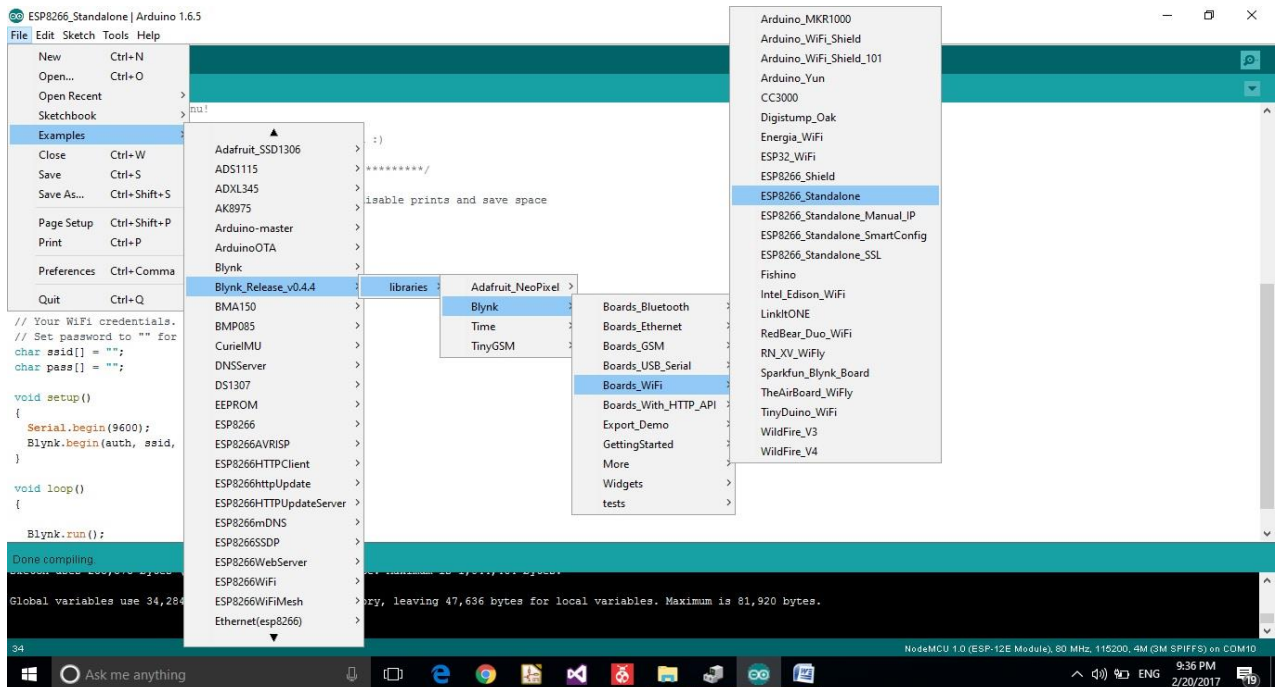 ESP8266_Standalone | Arduino 1.6.5
File Edit Sketch Tools Help
New Ctrl+N
Open... Ctrl+O
Open Recent
Sketchbook
Examples
Close Ctrl+W
Save Ctrl+S
Save As... Ctrl+Shift+S
Page Setup Ctrl+Shift+P
Print Ctrl+P
Preferences Ctrl+Comma
Quit Ctrl+Q
Adafruit_SSD1306
ADS1115
ADXL345
AK8975
Arduino-master
ArduinoOTA
Blynk
Blynk_Release_v0.4.4
BMA150
BMP085
CurieIMU
DNSServer
DS1307
EEPROM
ESP8266
ESP8266AVRISP
ESP8266HTTPClient
ESP8266httpUpdate
ESP8266HTTPUpdateServer
ESP8266mDNS
ESP8266SSDP
ESP8266WebServer
ESP8266WiFi
ESP8266WiFiMesh
Ethernet(esp8266)
libraries
Adafruit_NeoPixel
Blynk
Time
TinyGSM
Boards_Bluetooth
Boards_Ethernet
Boards_GSM
Boards_USB_Serial
Boards_WiFi
Boards_With_HTTP_API
Export_Demo
GettingStarted
More
Widgets
tests
Arduino_MKR1000
Arduino_WiFi_Shield
Arduino_WiFi_Shield_101
Arduino_Yun
CC3000
Digistump_Oak
Energia_WiFi
ESP32_WiFi
ESP8266_Shield
ESP8266_Standalone
ESP8266_Standalone_Manual_IP
ESP8266_Standalone_SmartConfig
ESP8266_Standalone_SSL
Fishino
Intel_Edison_WiFi
LinkItONE
RedBear_Duo_WiFi
RN_XV_WiFly
Sparkfun_Blynk_Board
TheAirBoard_WiFly
TinyDuino_WiFi
WildFire_V3
WildFire_V4
nu!
:)
*********/
isable prints and save space
// Your WiFi credentials.
// Set password to "" for
char ssid[] = "";
char pass[] = "";
void setup()
{
Serial.begin(9600);
Blynk.begin(auth, ssid,
}
void loop()
{
Blynk.run();
Done compiling.
Global variables use 34,284 ory, leaving 47,636 bytes for local variables. Maximum is 81,920 bytes.
34
NodeMCU 1.0 (ESP-12E Module), 80 MHz, 115200, 4M (3M SPIFFS) on COM10
Ask me anything
ENG
9:36 PM
2/20/2017
19